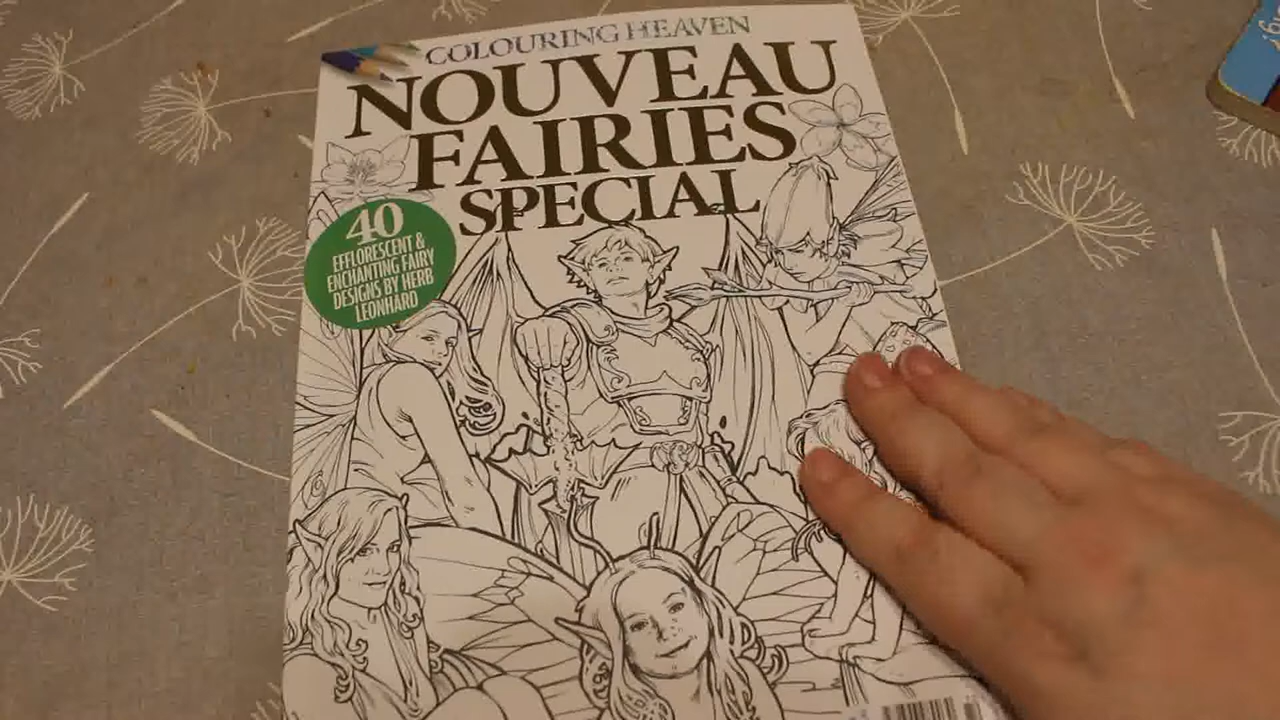 COLOURING HEAVEN
NOUVEAU
FAIRIES
SPECIAL
40
EFFLORESCENT &
ENCHANTING FAIRY
DESIGNS BY HERB
LEONHARD